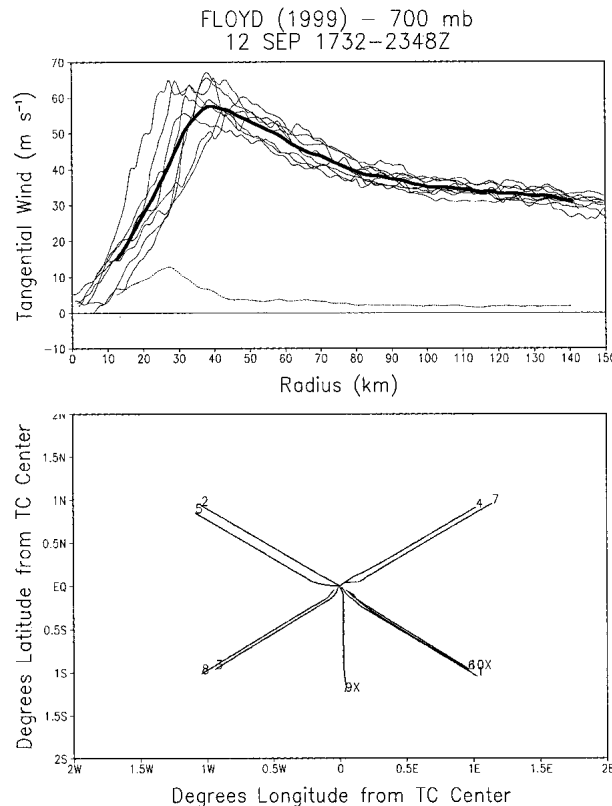 FLOYD (1999) – 700 mb
12 SEP 1732–2348Z
Tangential Wind (m s⁻¹)
70
60
50
40
30
20
10
0
−10
0 10 20 30 40 50 60 70 80 90 100 110 120 130 140 150
Radius (km)
Degrees Latitude from TC Center
2N
1.5N
1N
0.5N
EQ
0.5S
1S
1.5S
2S
2
5
4
7
8
3
9X
1
2W 1.5W 1W 0.5W 0 0.5E 1E 1.5E 2E
Degrees Longitude from TC Center